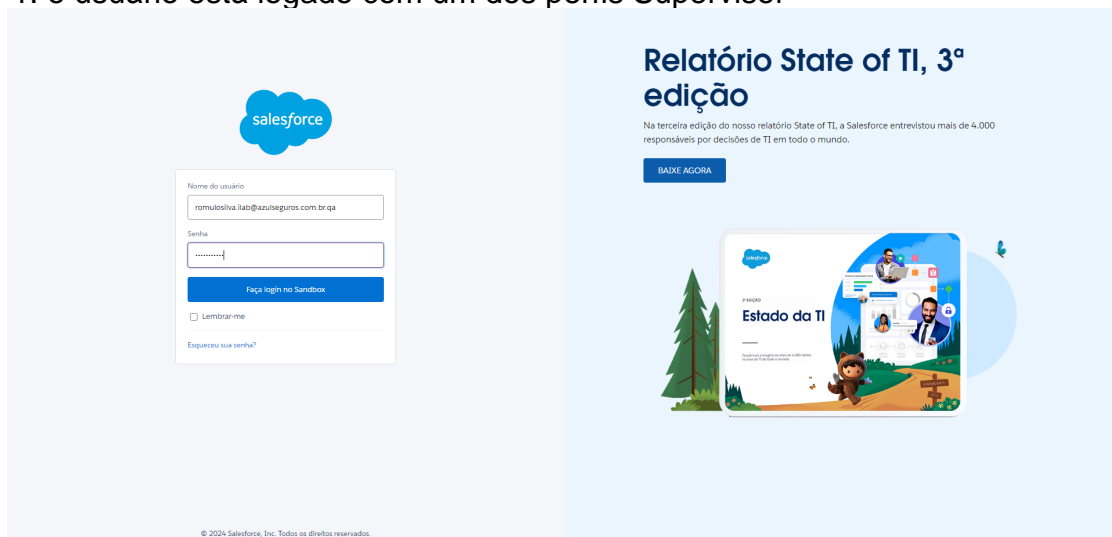 1. o usuário está logado com um dos perfis Supervisor
salesforce
Nome do usuário
romulosilva.ilab@azulseguros.com.br.qa
Senha
Faça login no Sandbox
Lembrar-me
Esqueceu sua senha?
© 2024 Salesforce, Inc. Todos os direitos reservados.
Relatório State of TI, 3ª
edição
Na terceira edição do nosso relatório State of TI, a Salesforce entrevistou mais de 4.000
responsáveis por decisões de TI em todo o mundo.
BAIXE AGORA
salesforce
3ª EDIÇÃO
Estado da TI